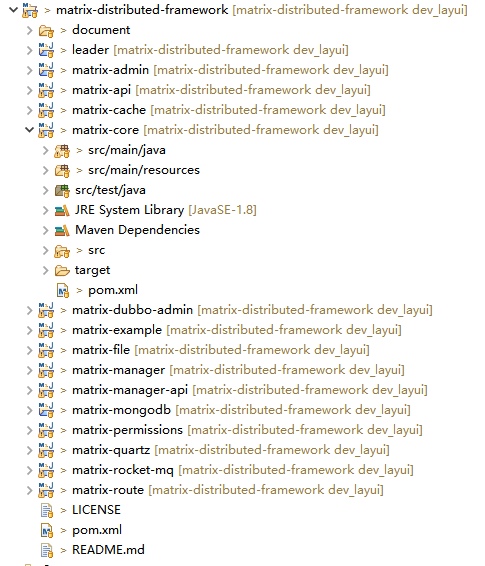 > matrix-distributed-framework [matrix-distributed-framework dev_layui]
> document
> leader [matrix-distributed-framework dev_layui]
> matrix-admin [matrix-distributed-framework dev_layui]
> matrix-api [matrix-distributed-framework dev_layui]
> matrix-cache [matrix-distributed-framework dev_layui]
> matrix-core [matrix-distributed-framework dev_layui]
> src/main/java
> src/main/resources
src/test/java
JRE System Library [JavaSE-1.8]
Maven Dependencies
> src
target
> pom.xml
> matrix-dubbo-admin [matrix-distributed-framework dev_layui]
> matrix-example [matrix-distributed-framework dev_layui]
> matrix-file [matrix-distributed-framework dev_layui]
> matrix-manager [matrix-distributed-framework dev_layui]
> matrix-manager-api [matrix-distributed-framework dev_layui]
> matrix-mongodb [matrix-distributed-framework dev_layui]
> matrix-permissions [matrix-distributed-framework dev_layui]
> matrix-quartz [matrix-distributed-framework dev_layui]
> matrix-rocket-mq [matrix-distributed-framework dev_layui]
> matrix-route [matrix-distributed-framework dev_layui]
> LICENSE
> pom.xml
> README.md